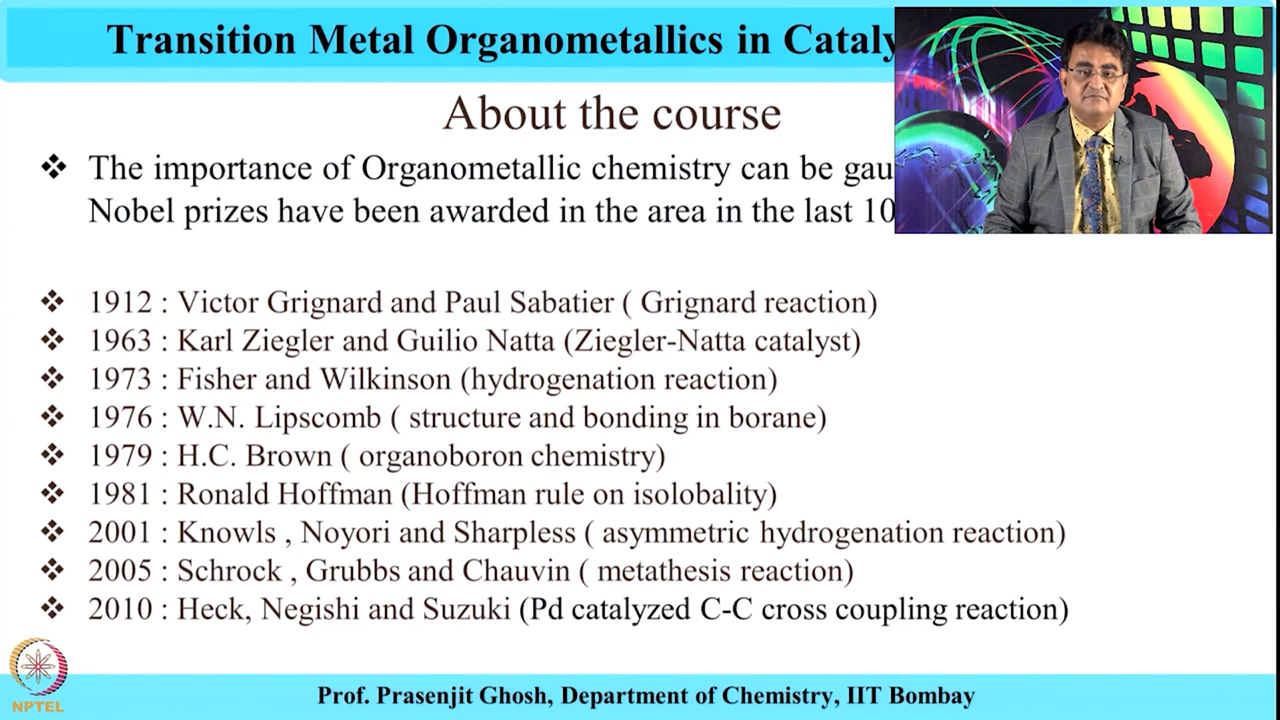 Transition Metal Organometallics in Cataly
About the course
❖ The importance of Organometallic chemistry can be gau
Nobel prizes have been awarded in the area in the last 10
❖ 1912 : Victor Grignard and Paul Sabatier ( Grignard reaction)
❖ 1963 : Karl Ziegler and Guilio Natta (Ziegler-Natta catalyst)
❖ 1973 : Fisher and Wilkinson (hydrogenation reaction)
❖ 1976 : W.N. Lipscomb ( structure and bonding in borane)
❖ 1979 : H.C. Brown ( organoboron chemistry)
❖ 1981 : Ronald Hoffman (Hoffman rule on isolobality)
❖ 2001 : Knowls , Noyori and Sharpless ( asymmetric hydrogenation reaction)
❖ 2005 : Schrock , Grubbs and Chauvin ( metathesis reaction)
❖ 2010 : Heck, Negishi and Suzuki (Pd catalyzed C-C cross coupling reaction)
NPTEL
Prof. Prasenjit Ghosh, Department of Chemistry, IIT Bombay